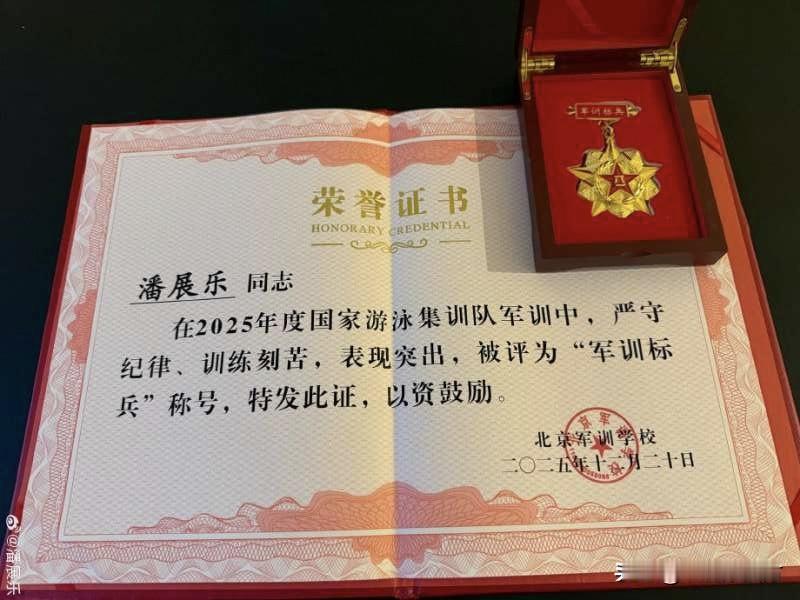 军训标兵
荣誉证书
HONORARY CREDENTIAL
潘展乐 同志
在2025年度国家游泳集训队军训中，严守
纪律、训练刻苦，表现突出，被评为“军训标
兵”称号，特发此证，以资鼓励。
北京军训学校
二〇二五年十二月二十日
@潘展乐